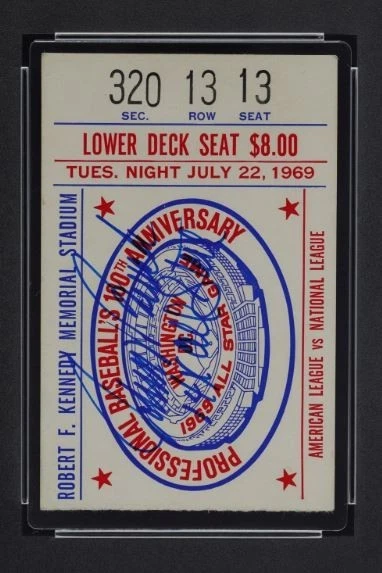 320 13 13
SEC. ROW SEAT
LOWER DECK SEAT $8.00
TUES. NIGHT JULY 22, 1969
ROBERT F. KENNEDY MEMORIAL STADIUM
PROFESSIONAL BASEBALL'S 100TH ANNIVERSARY
WASHINGTON
DC
1969 ALL STAR GAME
AMERICAN LEAGUE vs NATIONAL LEAGUE